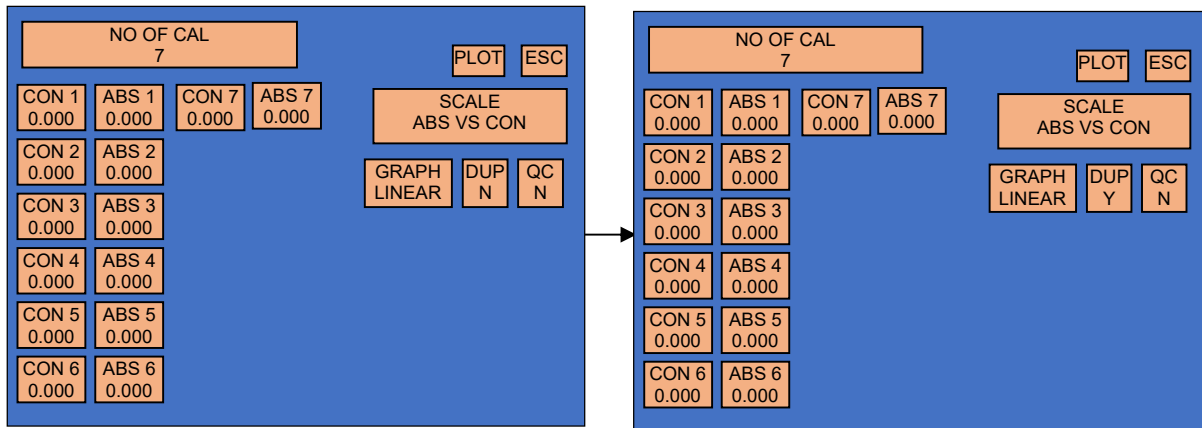 NO OF CAL
7
PLOT
ESC
CON 1
0.000
ABS 1
0.000
CON 7
0.000
ABS 7
0.000
SCALE
ABS VS CON
CON 2
0.000
ABS 2
0.000
GRAPH
LINEAR
DUP
N
QC
N
CON 3
0.000
ABS 3
0.000
CON 4
0.000
ABS 4
0.000
CON 5
0.000
ABS 5
0.000
CON 6
0.000
ABS 6
0.000
NO OF CAL
7
PLOT
ESC
CON 1
0.000
ABS 1
0.000
CON 7
0.000
ABS 7
0.000
SCALE
ABS VS CON
CON 2
0.000
ABS 2
0.000
GRAPH
LINEAR
DUP
Y
QC
N
CON 3
0.000
ABS 3
0.000
CON 4
0.000
ABS 4
0.000
CON 5
0.000
ABS 5
0.000
CON 6
0.000
ABS 6
0.000